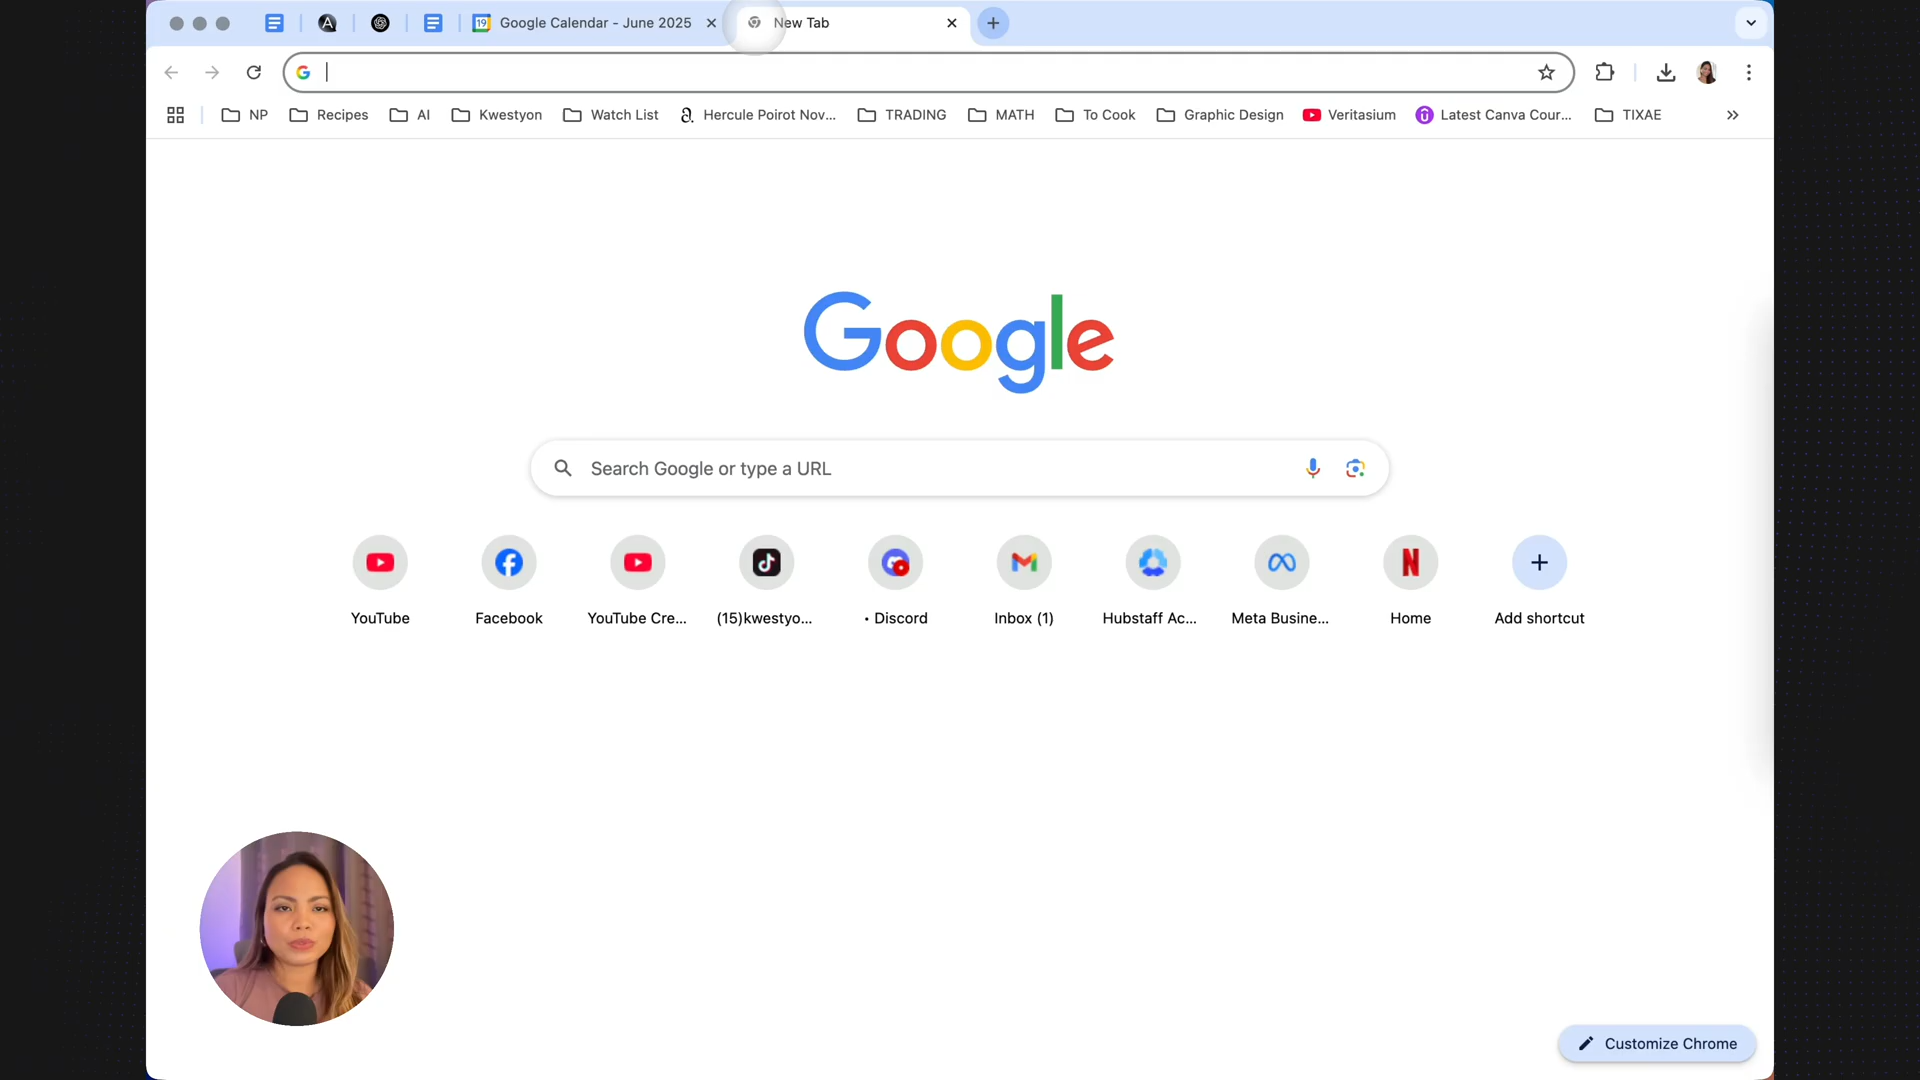 19 Google Calendar - June 2025
New Tab
NP Recipes AI Kwestyon Watch List Hercule Poirot Nov... TRADING MATH To Cook Graphic Design Veritasium Latest Canva Cour... TIXAE
Google
Search Google or type a URL
YouTube Facebook YouTube Cre... (15)kwestyo... • Discord Inbox (1) Hubstaff Ac... Meta Busine... Home Add shortcut
Customize Chrome